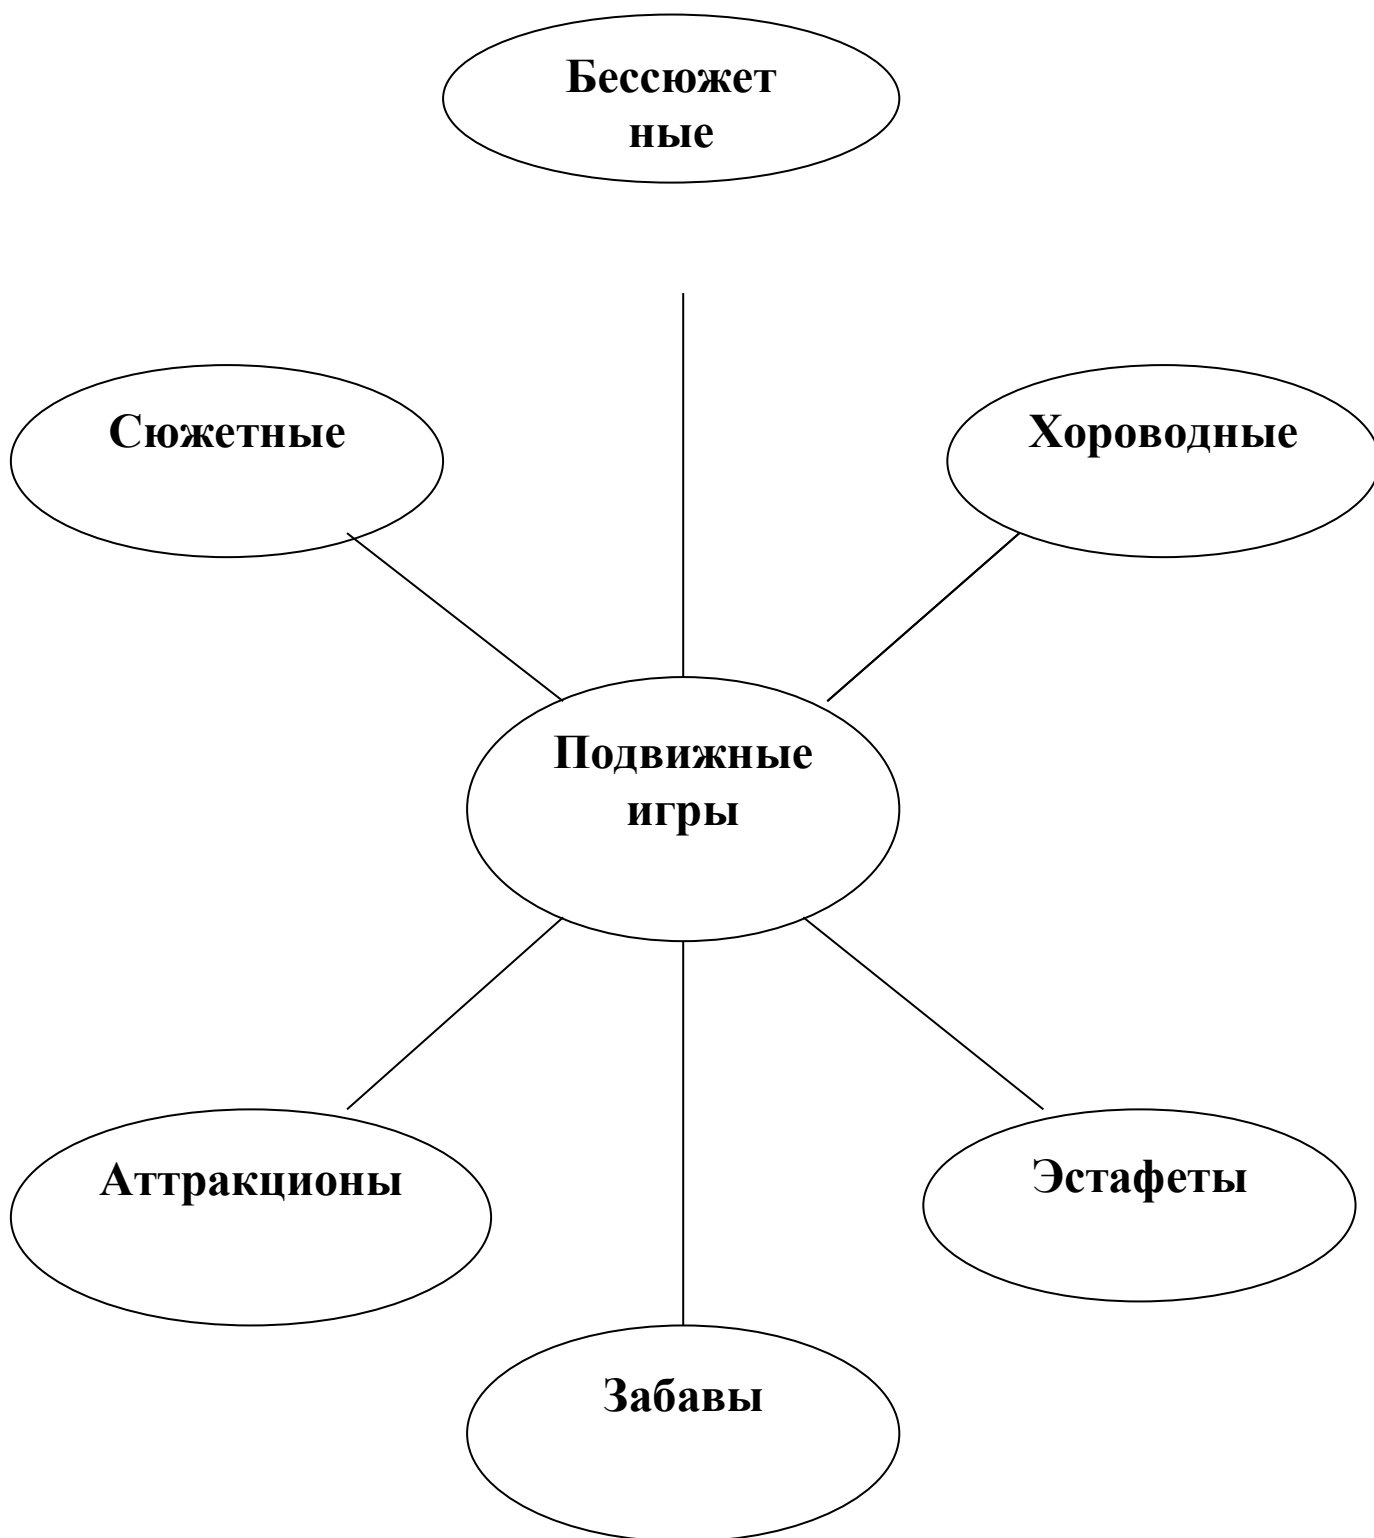 Бессюжет
ные
Сюжетные
Хороводные
Подвижные
игры
Аттракционы
Эстафеты
Забавы